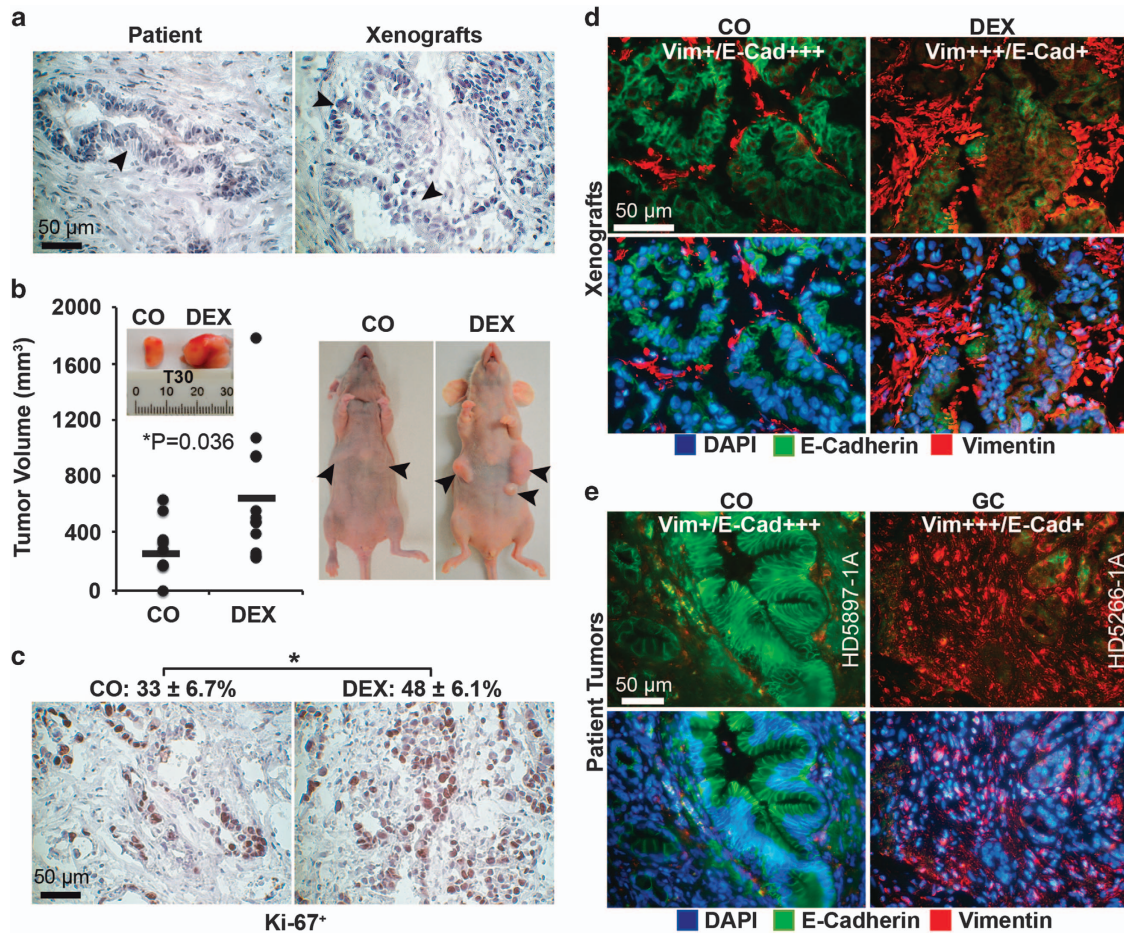 a
Patient
Xenografts
50 µm
b
Tumor Volume (mm³)
2000
1800
1600
1200
800
400
0
CO DEX
T30
0 10 20 30
*P=0.036
CO
DEX
CO
DEX
c
*
CO: 33 ± 6.7%
DEX: 48 ± 6.1%
50 µm
Ki-67⁺
d
CO
DEX
Vim+/E-Cad+++
Vim+++/E-Cad+
50 µm
Xenografts
DAPI E-Cadherin Vimentin
e
CO
GC
Vim+/E-Cad+++
Vim+++/E-Cad+
HD5897-1A
HD5266-1A
50 µm
Patient Tumors
DAPI E-Cadherin Vimentin